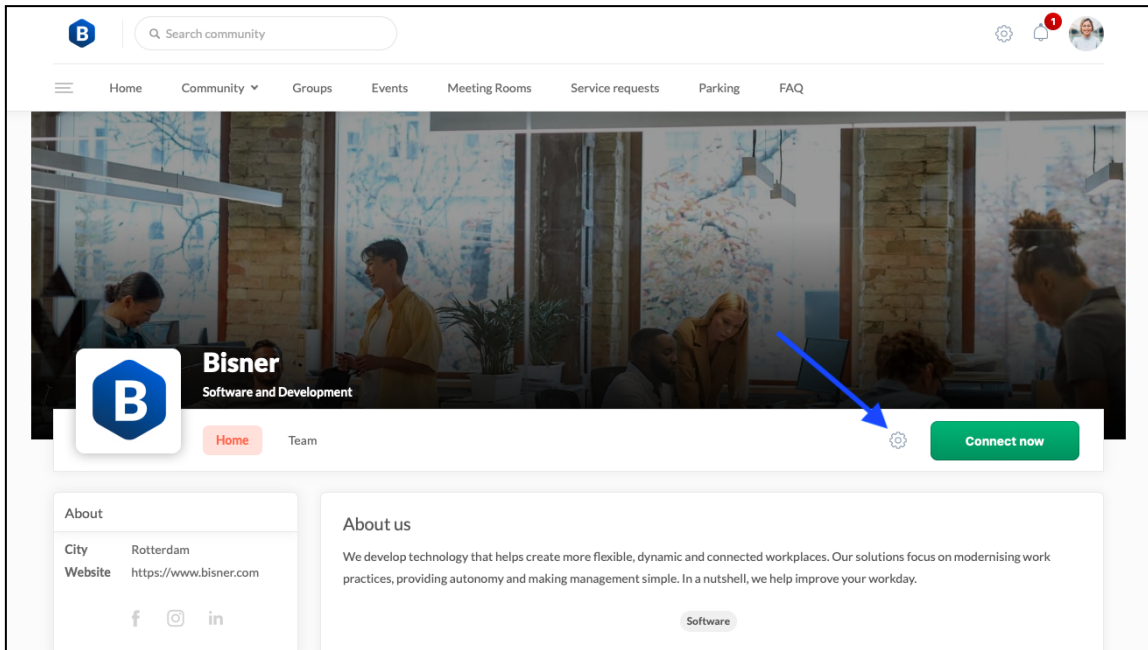 B
Search community
1
Home Community Groups Events Meeting Rooms Service requests Parking FAQ
Bisner
Software and Development
B
Home Team Connect now
About
City Rotterdam
Website https://www.bisner.com
f in
About us
We develop technology that helps create more flexible, dynamic and connected workplaces. Our solutions focus on modernising work
practices, providing autonomy and making management simple. In a nutshell, we help improve your workday.
Software